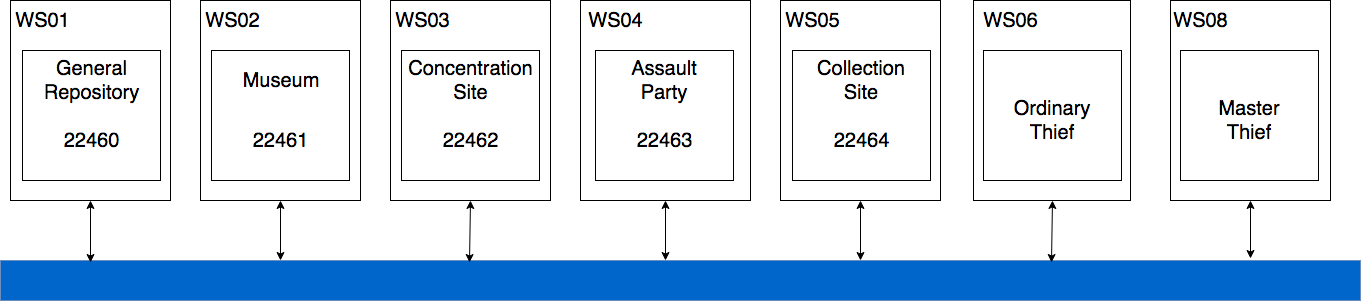 WS01
General
Repository
22460
WS02
Museum
22461
WS03
Concentration
Site
22462
WS04
Assault
Party
22463
WS05
Collection
Site
22464
WS06
Ordinary
Thief
WS08
Master
Thief